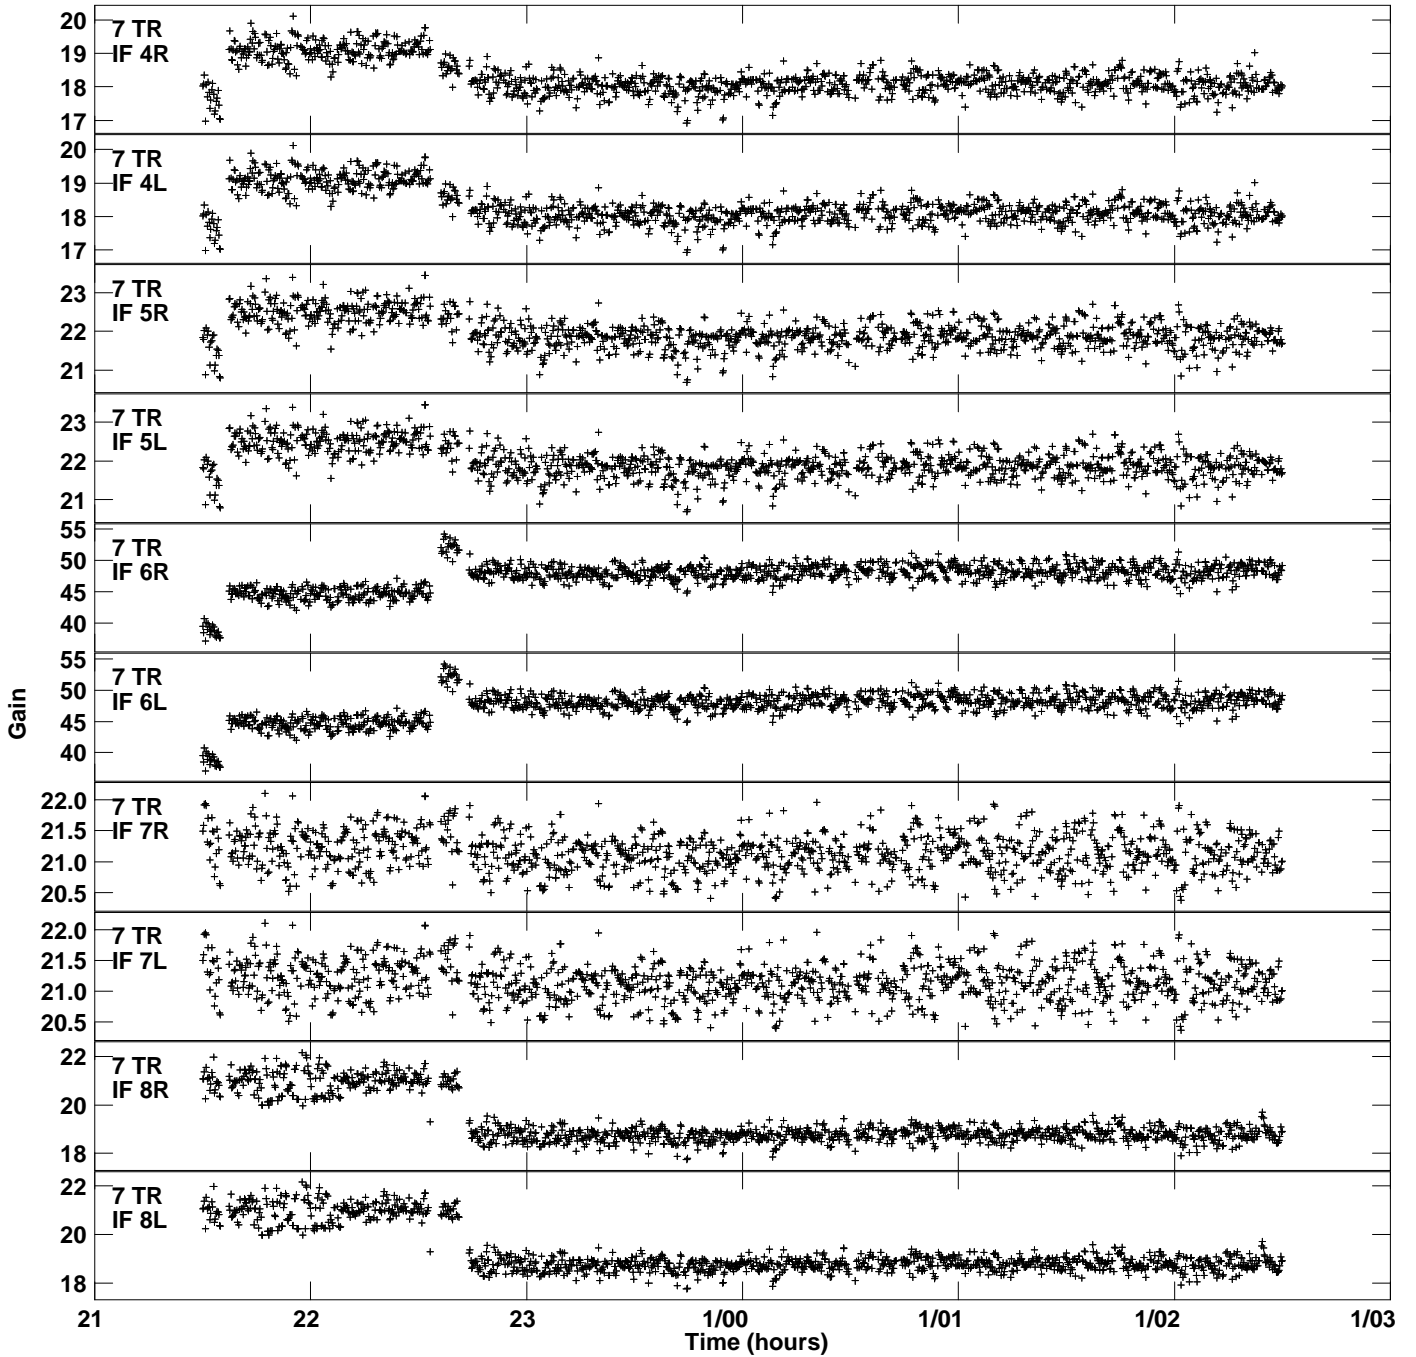 20
19
18
17
7 TR
IF 4R
20
19
18
17
7 TR
IF 4L
23
22
21
7 TR
IF 5R
23
22
21
7 TR
IF 5L
55
50
45
40
7 TR
IF 6R
55
50
45
40
7 TR
IF 6L
Gain
22.0
21.5
21.0
20.5
7 TR
IF 7R
22.0
21.5
21.0
20.5
7 TR
IF 7L
22
20
18
7 TR
IF 8R
22
20
18
7 TR
IF 8L
21 22 23 1/00 1/01 1/02 1/03
Time (hours)